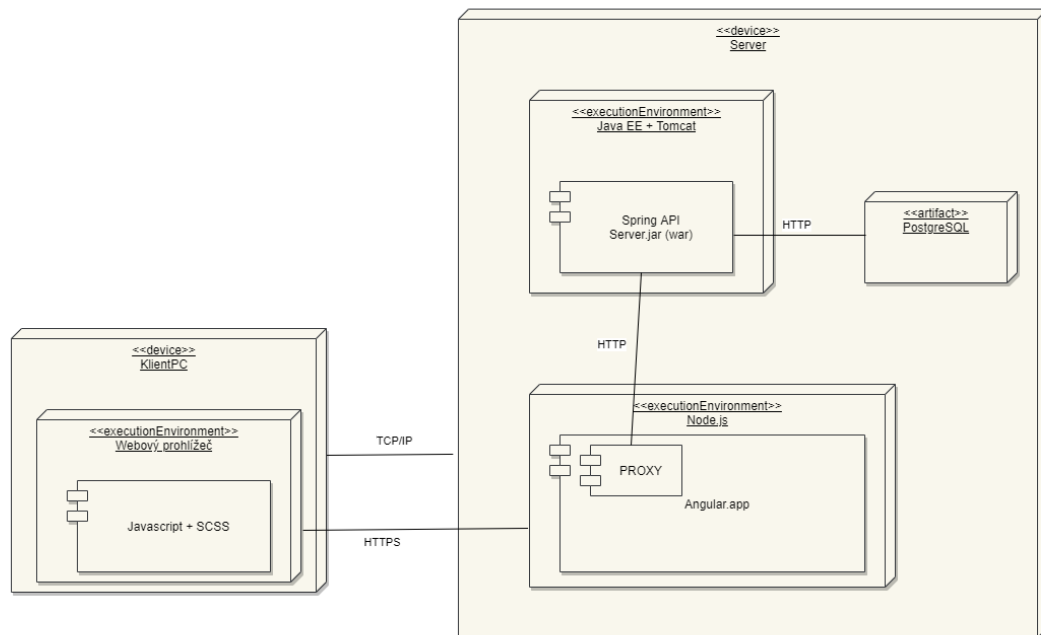 <<device>>
Server
<<executionEnvironment>>
Java EE + Tomcat
Spring API
Server.jar (war)
HTTP
<<artifact>>
PostgreSQL
HTTP
<<device>>
KlientPC
<<executionEnvironment>>
Webový prohlížeč
Javascript + SCSS
TCP/IP
HTTPS
<<executionEnvironment>>
Node.js
PROXY
Angular.app